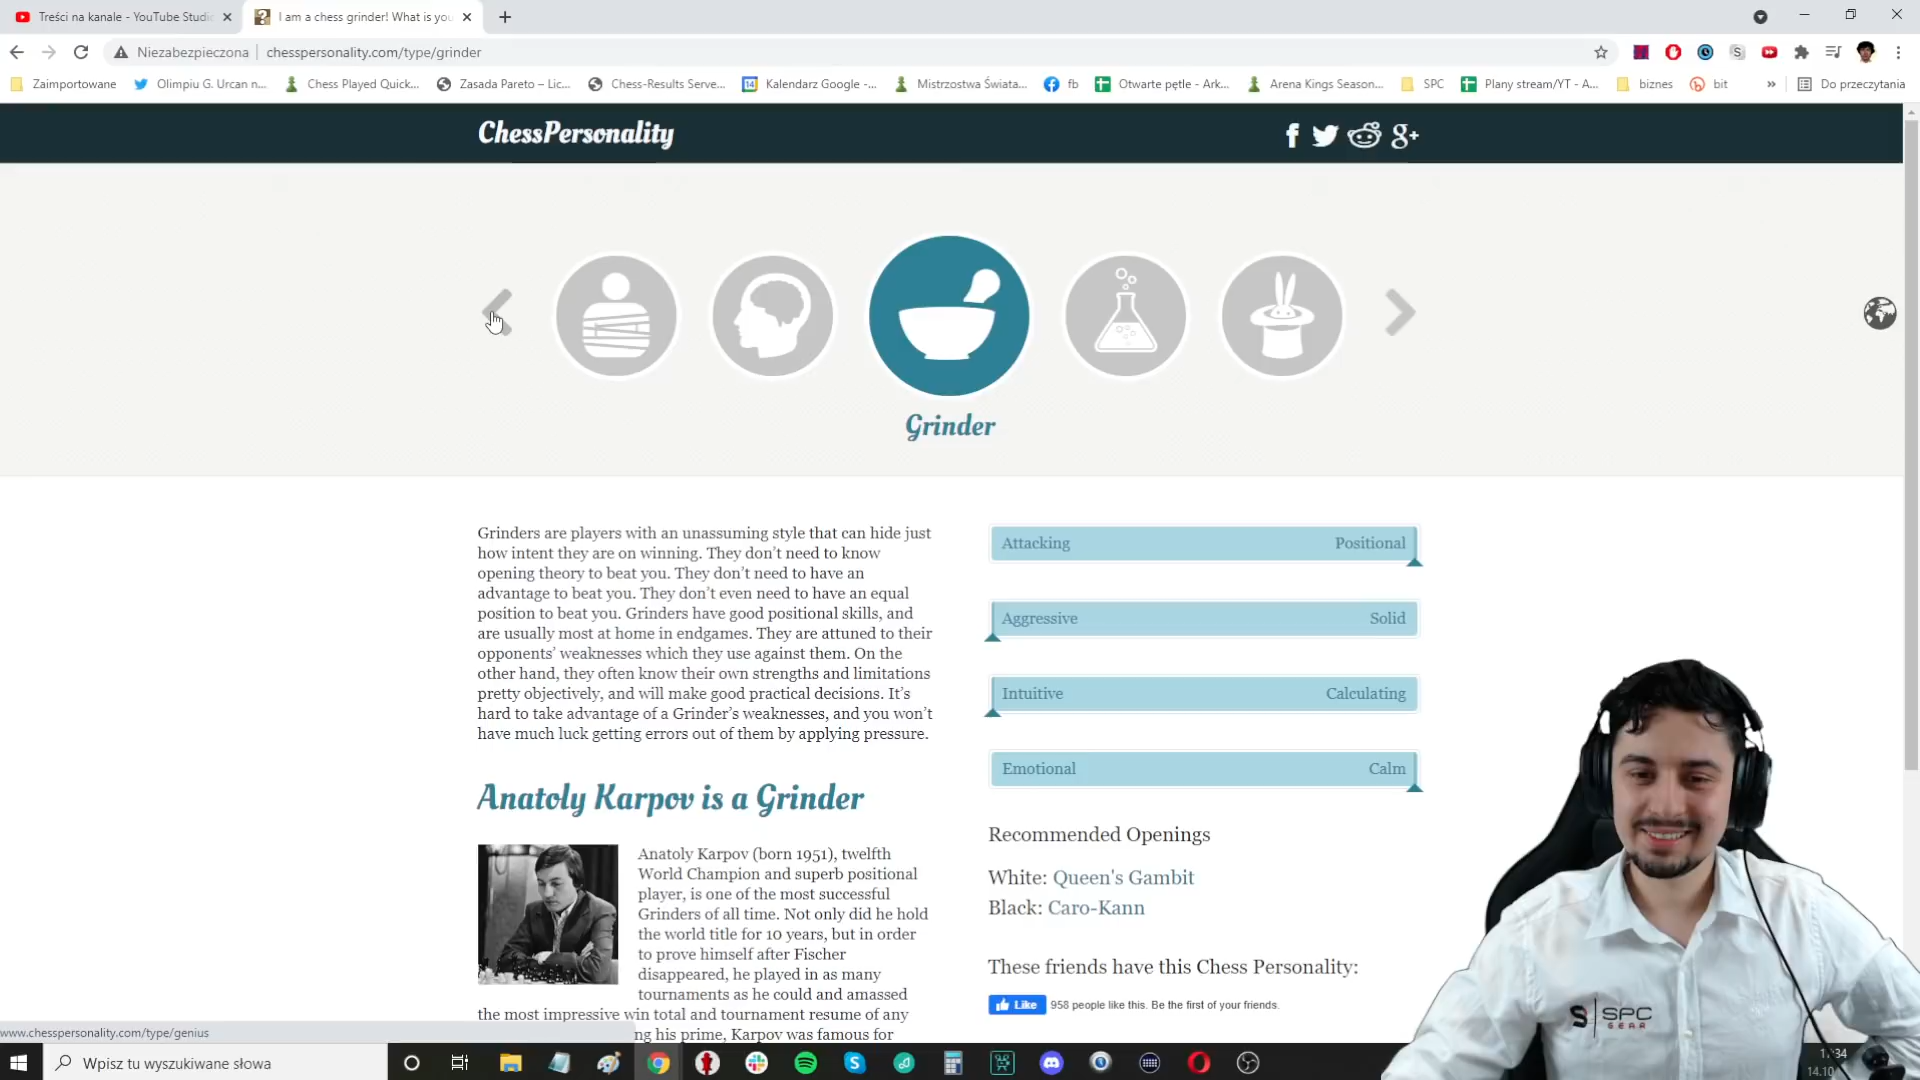 Treści na kanale - YouTube Studio
I am a chess grinder! What is you
Niezabezpieczona
chesspersonality.com/type/grinder
Zaimportowane
Olimpiu G. Urcan n...
Chess Played Quick...
Zasada Pareto – Lic...
Chess-Results Serve...
Kalendarz Google -...
Mistrzostwa Świata...
fb
Otwarte pętle - Ark...
Arena Kings Season...
SPC
Plany stream/YT - A...
biznes
bit
»
Do przeczytania
ChessPersonality
Grinder
Grinders are players with an unassuming style that can hide just
how intent they are on winning. They don’t need to know
opening theory to beat you. They don’t need to have an
advantage to beat you. They don’t even need to have an equal
position to beat you. Grinders have good positional skills, and
are usually most at home in endgames. They are attuned to their
opponents’ weaknesses which they use against them. On the
other hand, they often know their own strengths and limitations
pretty objectively, and will make good practical decisions. It’s
hard to take advantage of a Grinder’s weaknesses, and you won’t
have much luck getting errors out of them by applying pressure.
Anatoly Karpov is a Grinder
Anatoly Karpov (born 1951), twelfth
World Champion and superb positional
player, is one of the most successful
Grinders of all time. Not only did he hold
the world title for 10 years, but in order
to prove himself after Fischer
disappeared, he played in as many
tournaments as he could and amassed
the most impressive win total and tournament resume of any
ng his prime, Karpov was famous for
Attacking Positional
Aggressive Solid
Intuitive Calculating
Emotional Calm
Recommended Openings
White: Queen's Gambit
Black: Caro-Kann
These friends have this Chess Personality:
Like 958 people like this. Be the first of your friends.
SPC
GEAR
www.chesspersonality.com/type/genius
Wpisz tu wyszukiwane słowa
14.10